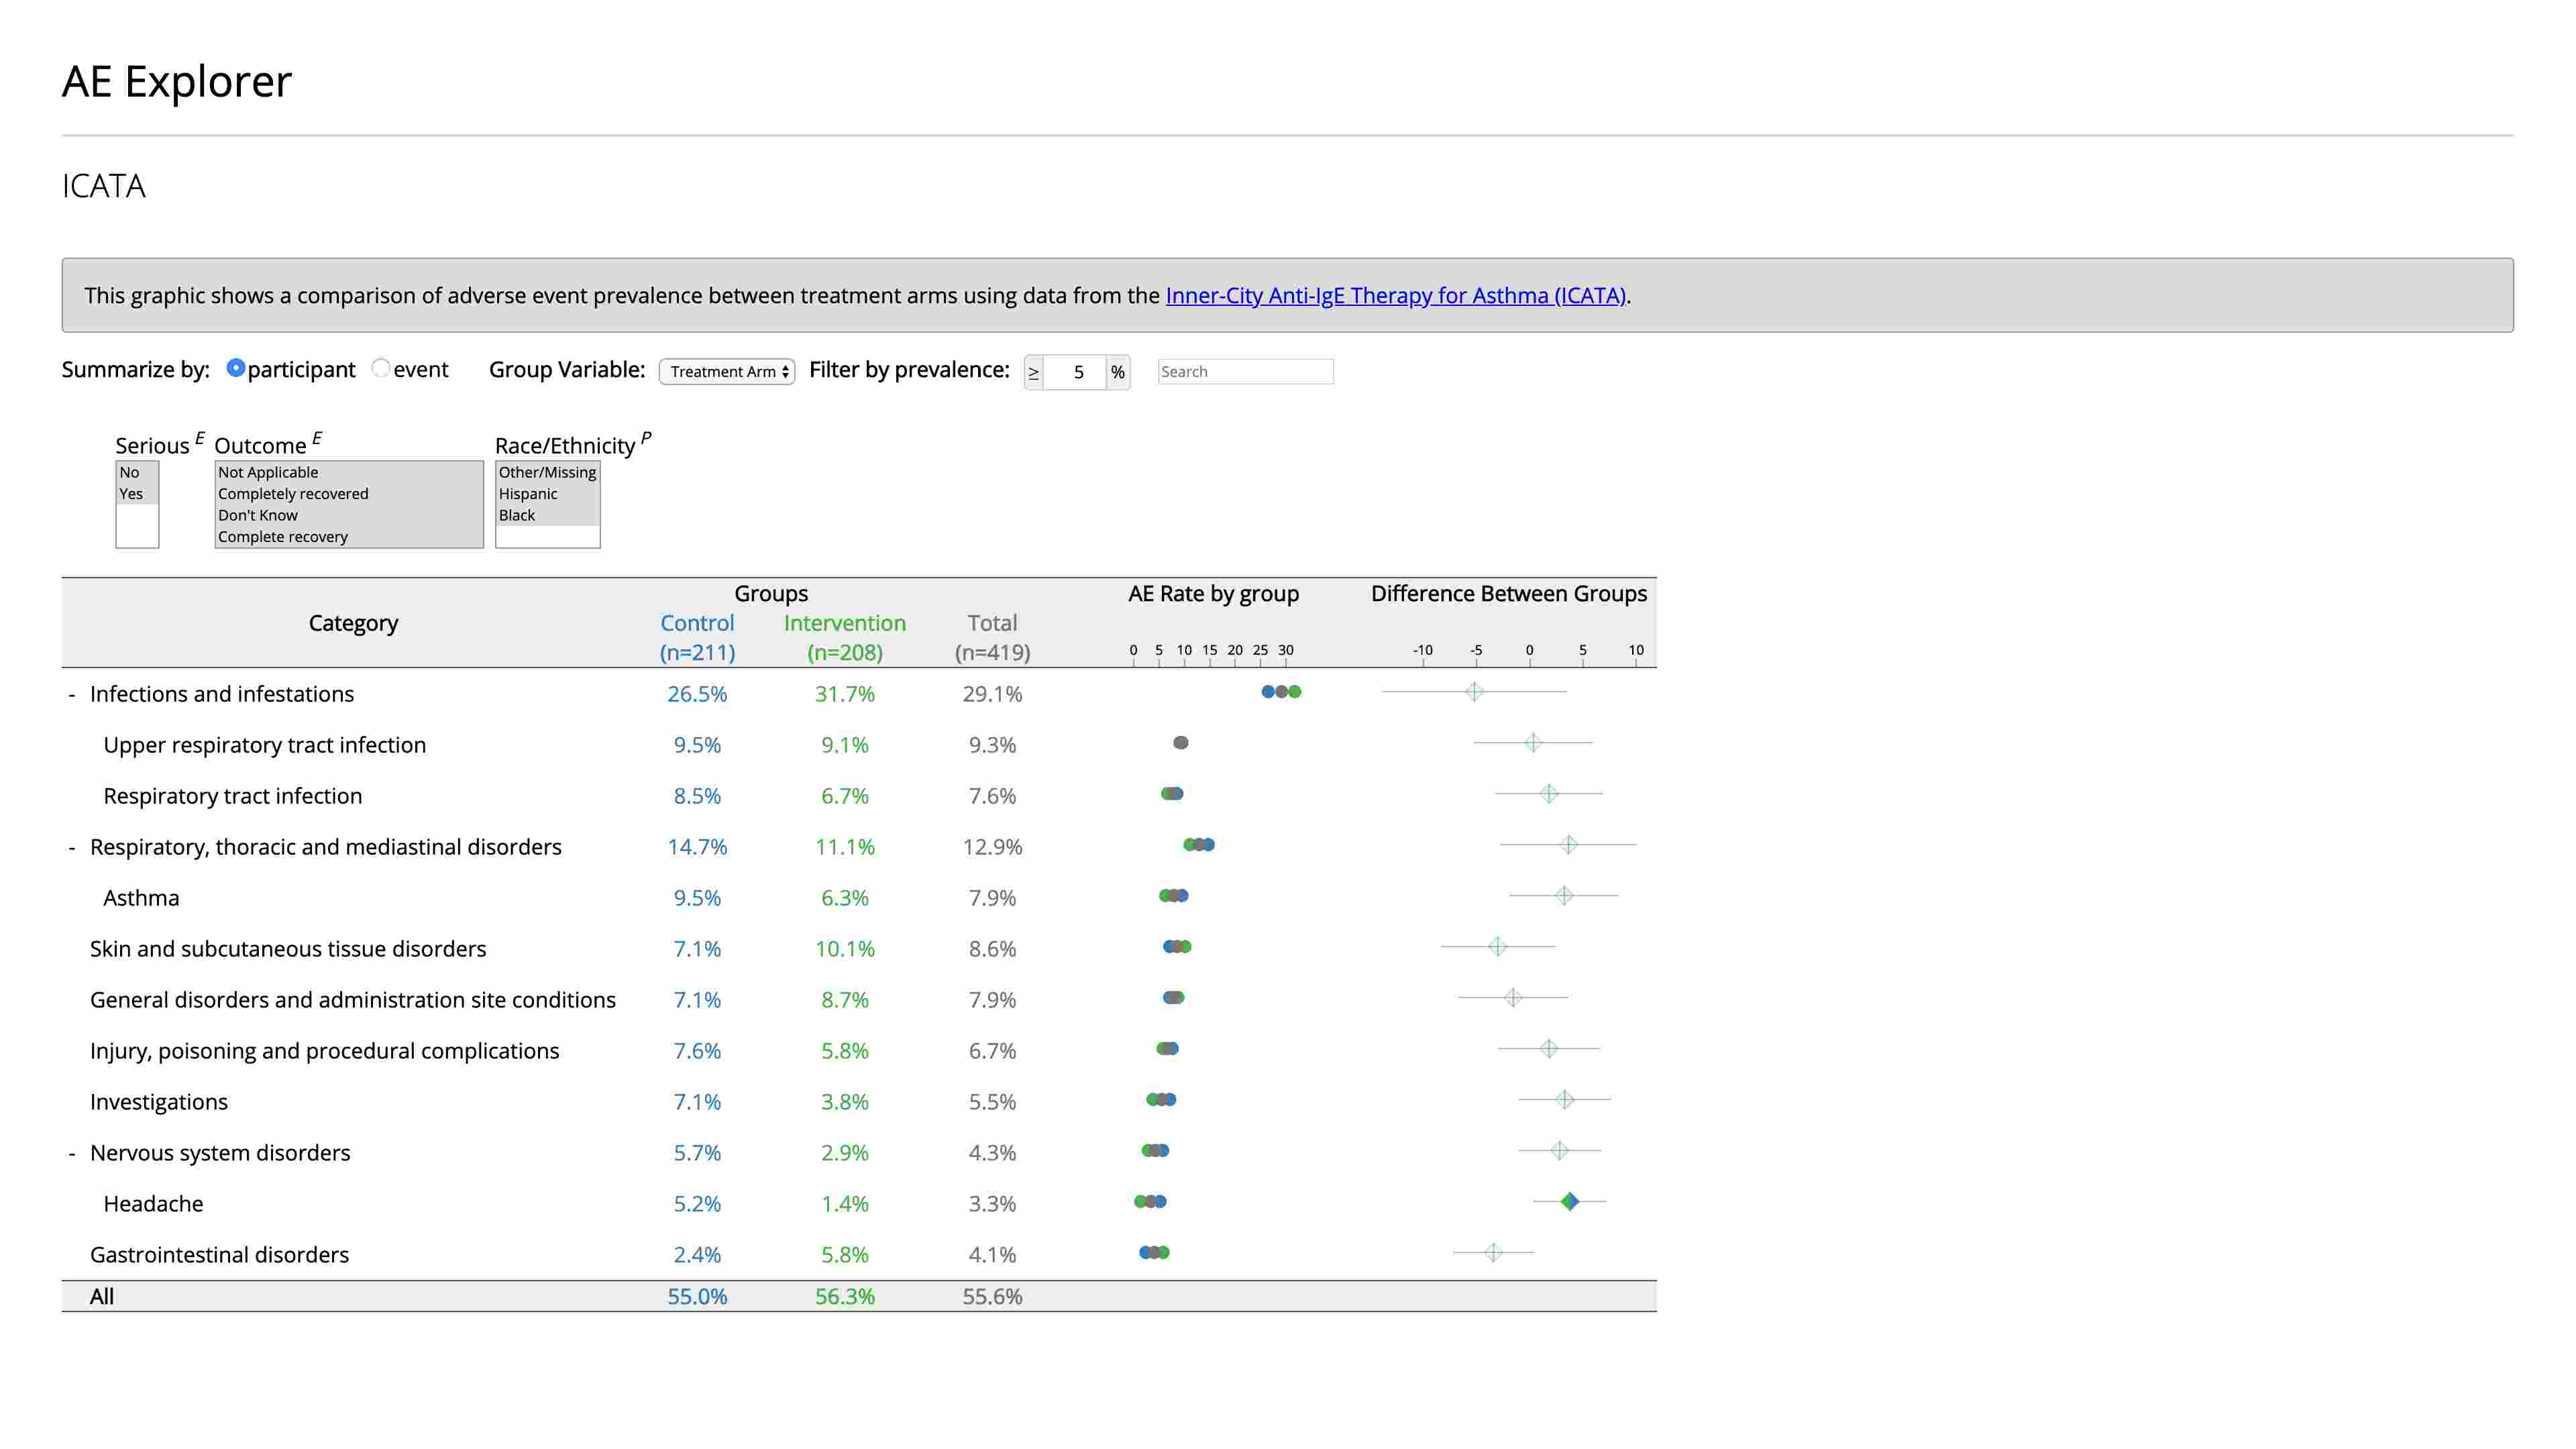 AE Explorer
ICATA
This graphic shows a comparison of adverse event prevalence between treatment arms using data from the Inner-City Anti-IgE Therapy for Asthma (ICATA).
Summarize by: participant event Group Variable: Treatment Arm Filter by prevalence: ≥ 5 % Search
Serious E Outcome E Race/Ethnicity P
No Not Applicable Other/Missing
Yes Completely recovered Hispanic
Don't Know Black
Complete recovery
Groups AE Rate by group Difference Between Groups
Category Control Intervention Total
(n=211) (n=208) (n=419) 0 5 10 15 20 25 30 -10 -5 0 5 10
- Infections and infestations 26.5% 31.7% 29.1%
Upper respiratory tract infection 9.5% 9.1% 9.3%
Respiratory tract infection 8.5% 6.7% 7.6%
- Respiratory, thoracic and mediastinal disorders 14.7% 11.1% 12.9%
Asthma 9.5% 6.3% 7.9%
Skin and subcutaneous tissue disorders 7.1% 10.1% 8.6%
General disorders and administration site conditions 7.1% 8.7% 7.9%
Injury, poisoning and procedural complications 7.6% 5.8% 6.7%
Investigations 7.1% 3.8% 5.5%
- Nervous system disorders 5.7% 2.9% 4.3%
Headache 5.2% 1.4% 3.3%
Gastrointestinal disorders 2.4% 5.8% 4.1%
All 55.0% 56.3% 55.6%